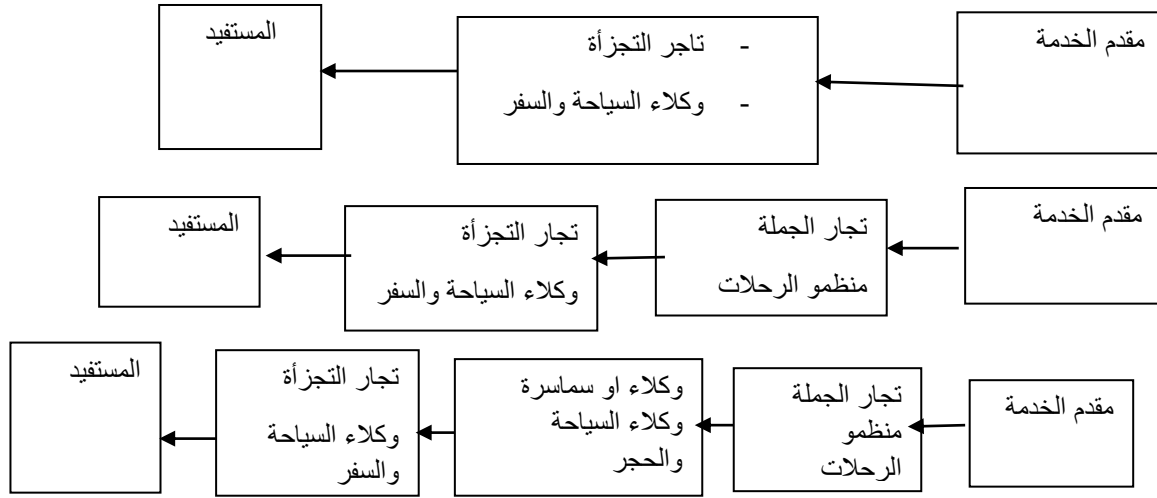 مقدم الخدمة
- تاجر التجزأة
- وكلاء السياحة والسفر
المستفيد
مقدم الخدمة
تجار الجملة
منظمو الرحلات
تجار التجزأة
وكلاء السياحة والسفر
المستفيد
مقدم الخدمة
تجار الجملة
منظمو
الرحلات
وكلاء او سماسرة
وكلاء السياحة
والحجر
تجار التجزأة
وكلاء السياحة
والسفر
المستفيد